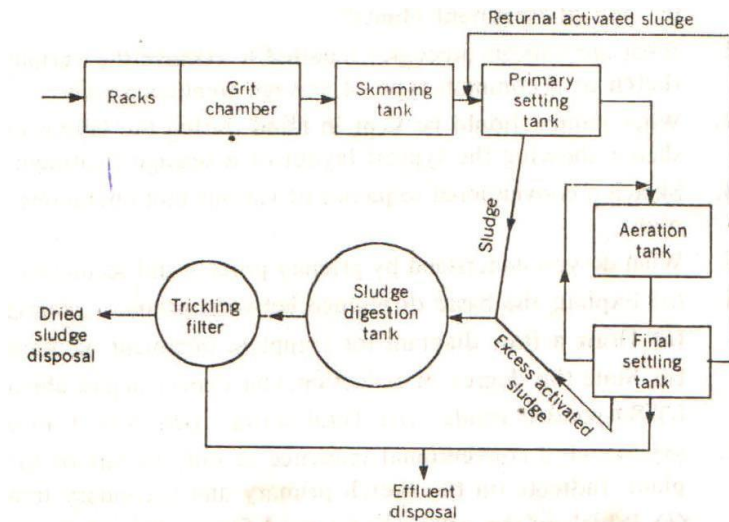 Returnal activated sludge
Racks
Grit
chamber
Skmming
tank
Primary
setting
tank
Sludge
Aeration
tank
Dried
sludge
disposal
Trickling
filter
Sludge
digestion
tank
Excess activated
sludge
Final
settling
tank
Effluent
disposal